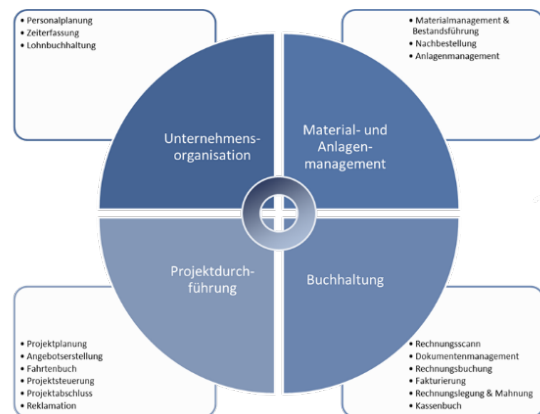 • Personalplanung
• Zeiterfassung
• Lohnbuchhaltung
• Materialmanagement &
Bestandsführung
• Nachbestellung
• Anlagenmanagement
Unternehmens-
organisation
Material- und
Anlagen-
management
Projektdurch-
führung
Buchhaltung
• Projektplanung
• Angebotserstellung
• Fahrtenbuch
• Projektsteuerung
• Projektabschluss
• Reklamation
• Rechnungsscann
• Dokumentenmanagement
• Rechnungsbuchung
• Fakturierung
• Rechnungslegung & Mahnung
• Kassenbuch